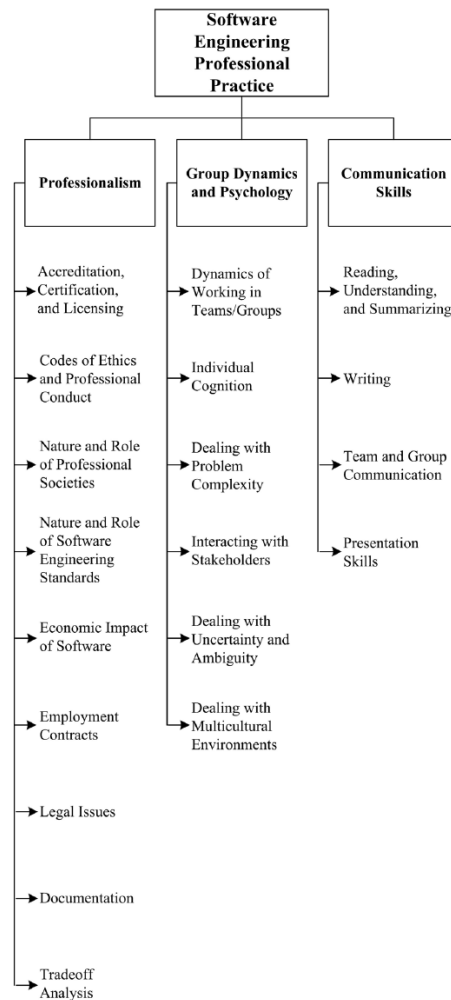 Software
Engineering
Professional
Practice
Professionalism
Accreditation,
Certification,
and Licensing
Codes of Ethics
and Professional
Conduct
Nature and Role
of Professional
Societies
Nature and Role
of Software
Engineering
Standards
Economic Impact
of Software
Employment
Contracts
Legal Issues
Documentation
Tradeoff
Analysis
Group Dynamics
and Psychology
Dynamics of
Working in
Teams/Groups
Individual
Cognition
Dealing with
Problem
Complexity
Interacting with
Stakeholders
Dealing with
Uncertainty and
Ambiguity
Dealing with
Multicultural
Environments
Communication
Skills
Reading,
Understanding,
and Summarizing
Writing
Team and Group
Communication
Presentation
Skills